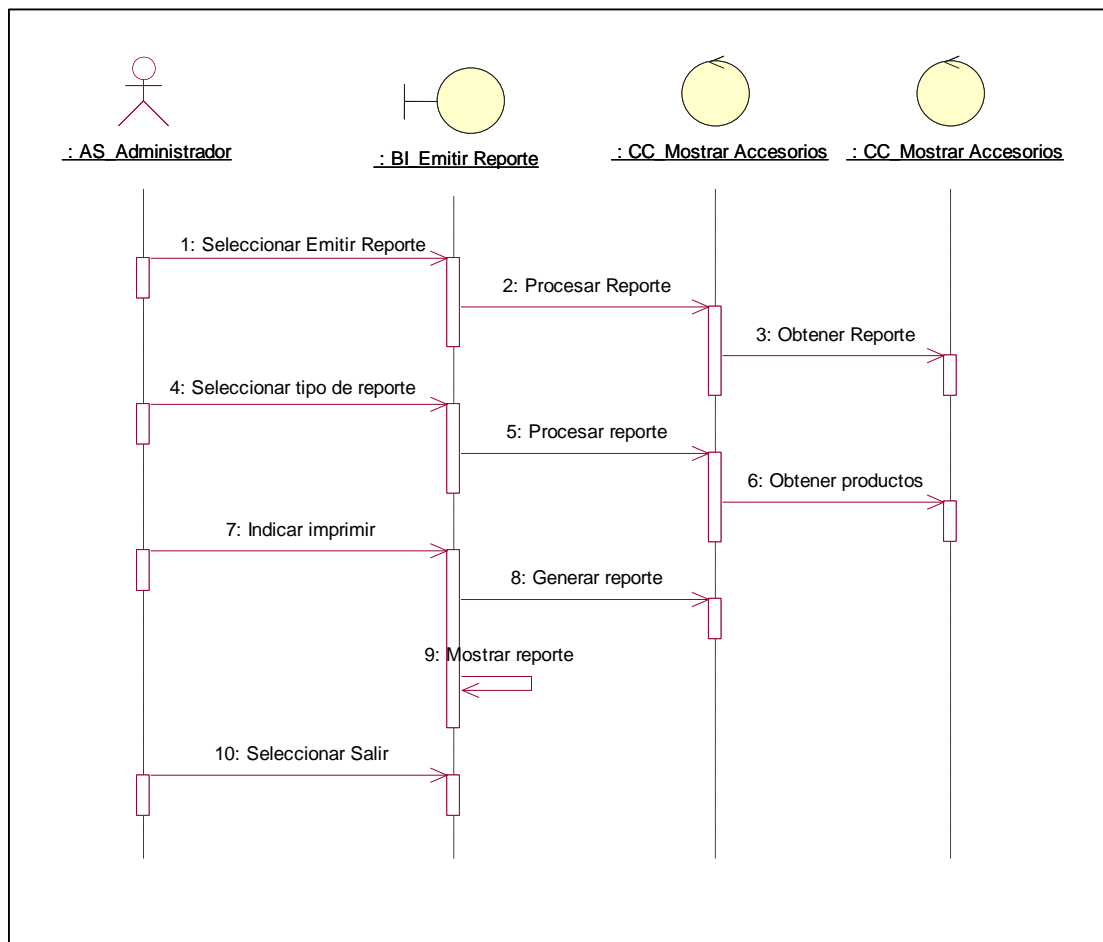 : AS_Administrador
: BI_Emitir Reporte
: CC_Mostrar Accesorios
: CC_Mostrar Accesorios
1: Seleccionar Emitir Reporte
2: Procesar Reporte
3: Obtener Reporte
4: Seleccionar tipo de reporte
5: Procesar reporte
6: Obtener productos
7: Indicar imprimir
8: Generar reporte
9: Mostrar reporte
10: Seleccionar Salir